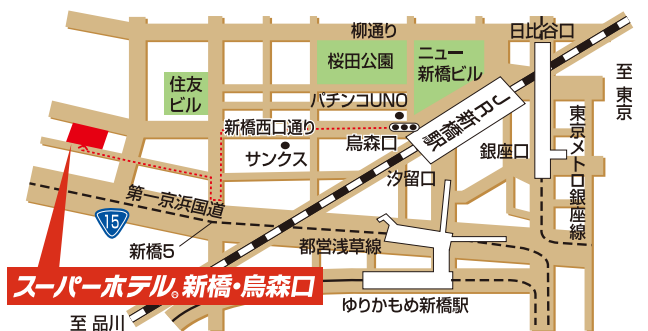 柳通り
日比谷口
桜田公園
ニュー
新橋ビル
至 東京
住友
ビル
パチンコUNO
JR新橋駅
新橋西口通り
烏森口
サンクス
銀座口
東京メトロ銀座線
汐留口
第一京浜国道
15
新橋5
都営浅草線
スーパーホテル。新橋・烏森口
ゆりかもめ新橋駅
至 品川